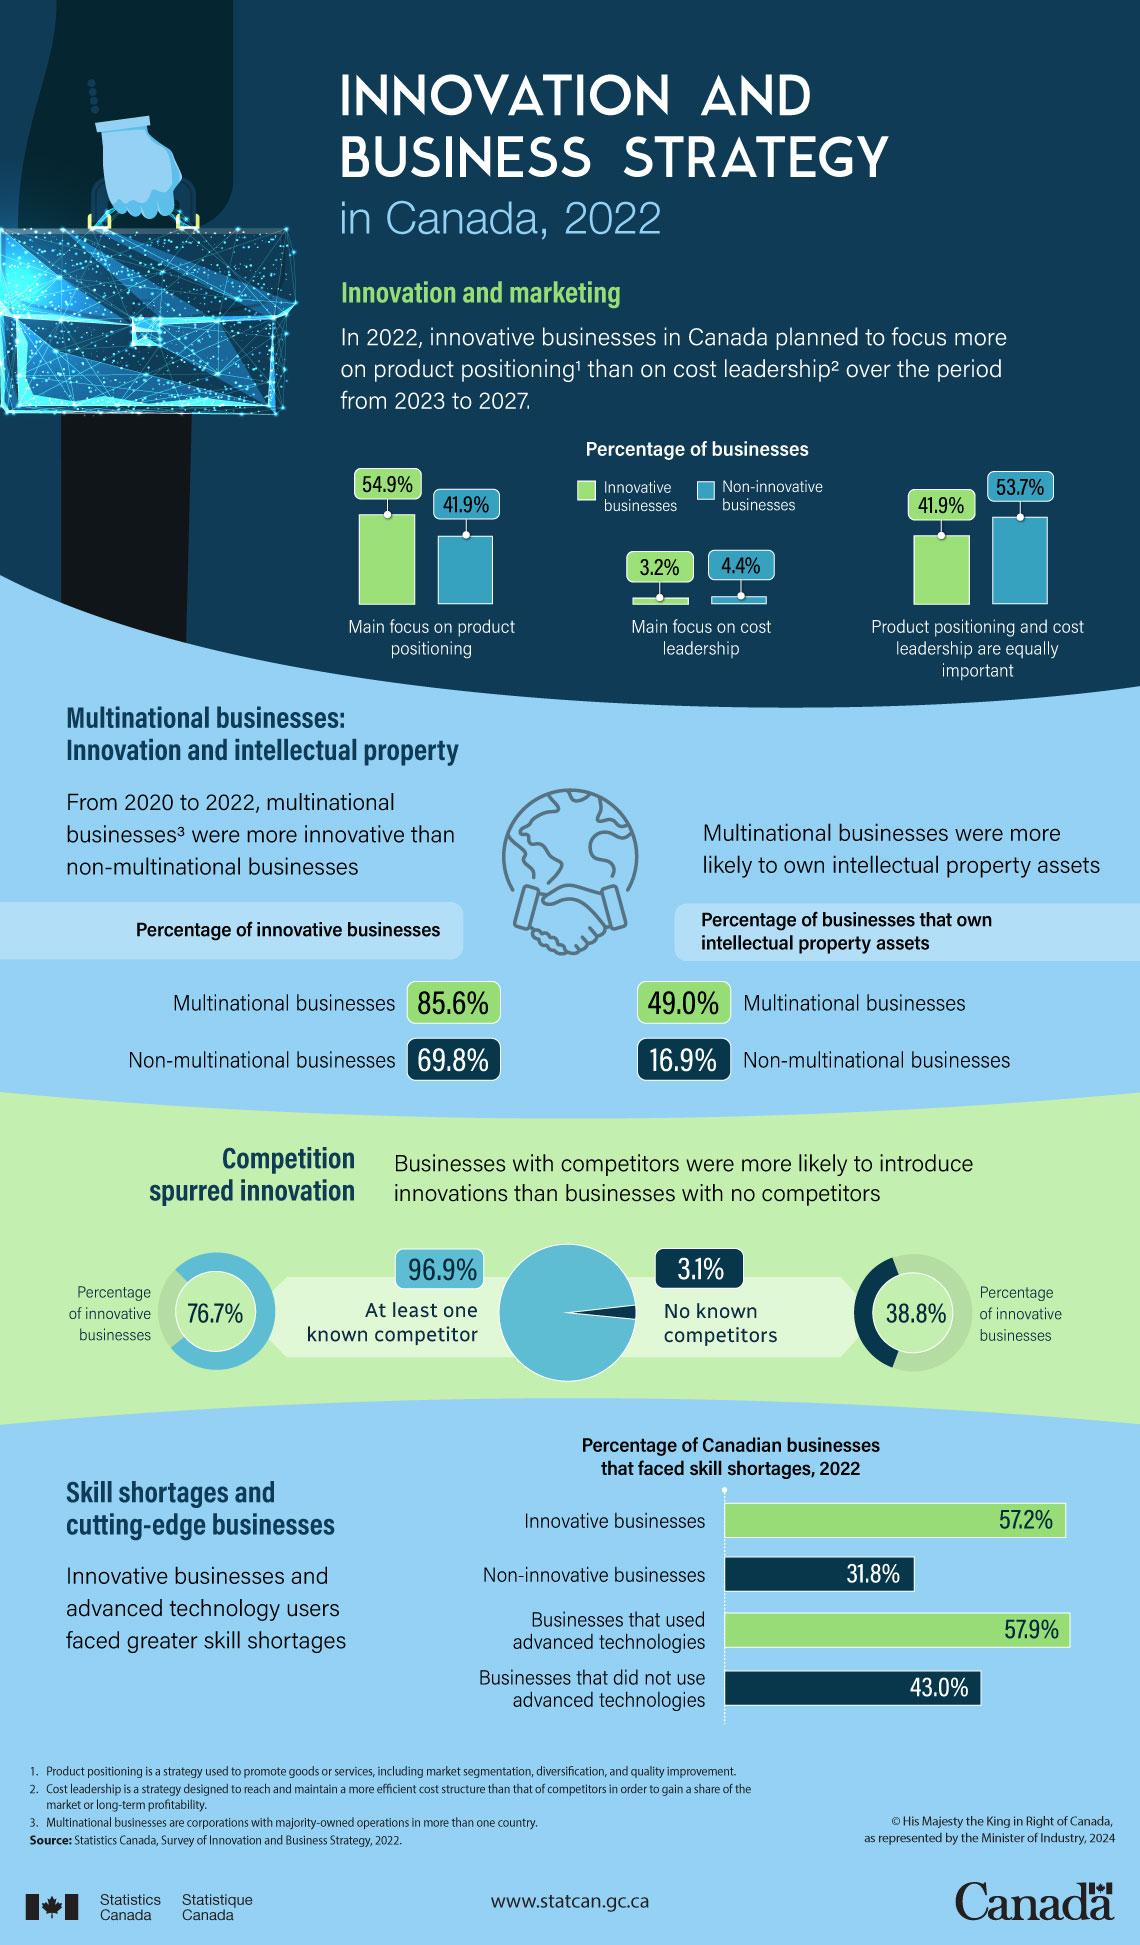 INNOVATION AND
BUSINESS STRATEGY
in Canada, 2022
Innovation and marketing
In 2022, innovative businesses in Canada planned to focus more
on product positioning¹ than on cost leadership² over the period
from 2023 to 2027.
Percentage of businesses
Innovative
businesses
Non-innovative
businesses
54.9%
41.9%
Main focus on product
positioning
3.2%
4.4%
Main focus on cost
leadership
41.9%
53.7%
Product positioning and cost
leadership are equally
important
Multinational businesses:
Innovation and intellectual property
From 2020 to 2022, multinational
businesses³ were more innovative than
non-multinational businesses
Percentage of innovative businesses
Multinational businesses 85.6%
Non-multinational businesses 69.8%
Multinational businesses were more
likely to own intellectual property assets
Percentage of businesses that own
intellectual property assets
49.0% Multinational businesses
16.9% Non-multinational businesses
Competition
spurred innovation
Businesses with competitors were more likely to introduce
innovations than businesses with no competitors
Percentage
of innovative
businesses
76.7%
96.9%
At least one
known competitor
3.1%
No known
competitors
38.8%
Percentage
of innovative
businesses
Skill shortages and
cutting-edge businesses
Innovative businesses and
advanced technology users
faced greater skill shortages
Percentage of Canadian businesses
that faced skill shortages, 2022
Innovative businesses 57.2%
Non-innovative businesses 31.8%
Businesses that used
advanced technologies 57.9%
Businesses that did not use
advanced technologies 43.0%
1. Product positioning is a strategy used to promote goods or services, including market segmentation, diversification, and quality improvement.
2. Cost leadership is a strategy designed to reach and maintain a more efficient cost structure than that of competitors in order to gain a share of the
market or long-term profitability.
3. Multinational businesses are corporations with majority-owned operations in more than one country.
Source: Statistics Canada, Survey of Innovation and Business Strategy, 2022.
© His Majesty the King in Right of Canada,
as represented by the Minister of Industry, 2024
Statistics Statistique
Canada Canada
www.statcan.gc.ca
Canada